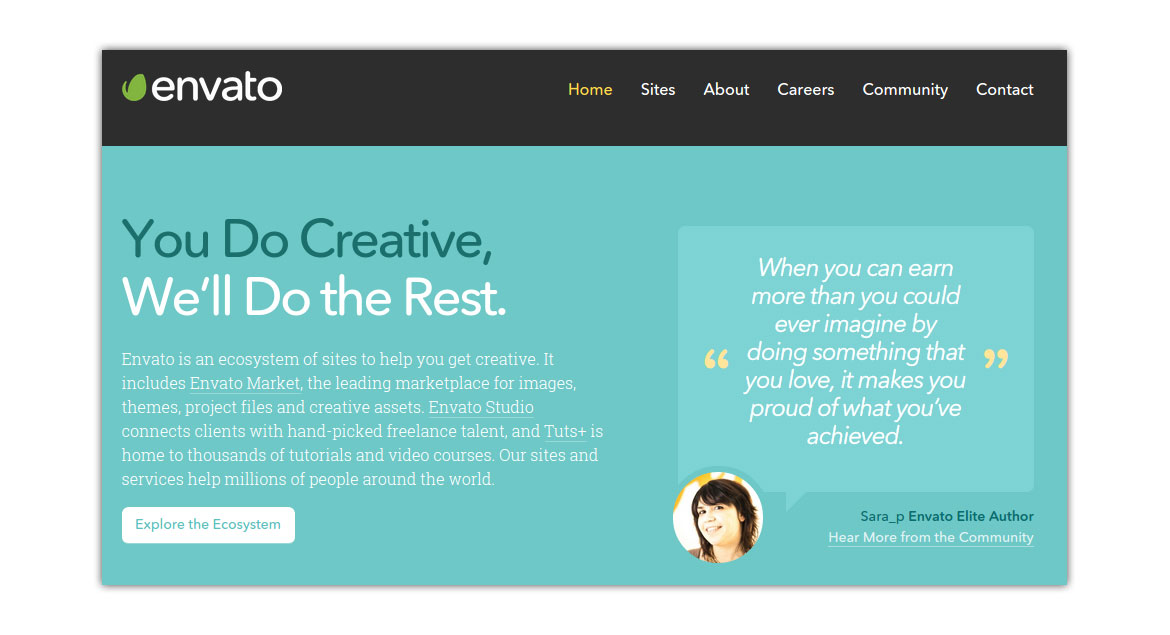 envato
Home Sites About Careers Community Contact
You Do Creative,
We'll Do the Rest.
Envato is an ecosystem of sites to help you get creative. It
includes Envato Market, the leading marketplace for images,
themes, project files and creative assets. Envato Studio
connects clients with hand-picked freelance talent, and Tuts+ is
home to thousands of tutorials and video courses. Our sites and
services help millions of people around the world.
Explore the Ecosystem
“
When you can earn
more than you could
ever imagine by
doing something that
you love, it makes you
proud of what you've
achieved.
”
Sara_p Envato Elite Author
Hear More from the Community